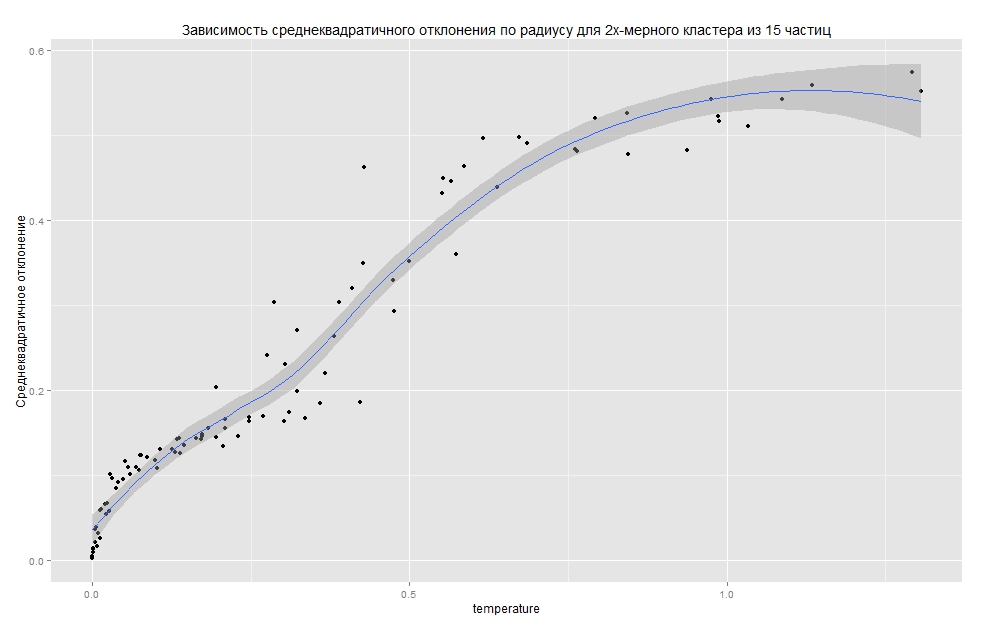 Зависимость среднеквадратичного отклонения по радиусу для 2х-мерного кластера из 15 частиц
0.6
0.4
0.2
0.0
Среднеквадратичное отклонение
0.0 0.5 1.0
temperature